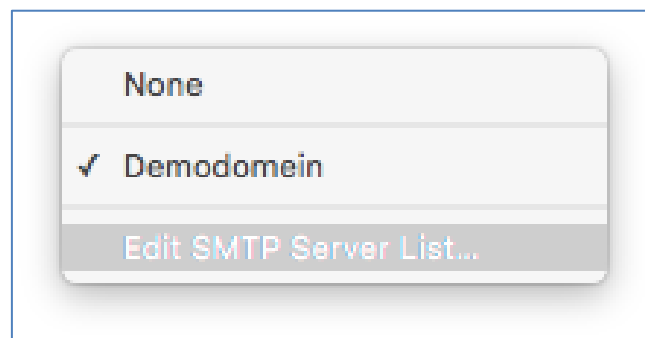 None
✓ Demodomein
Edit SMTP Server List...